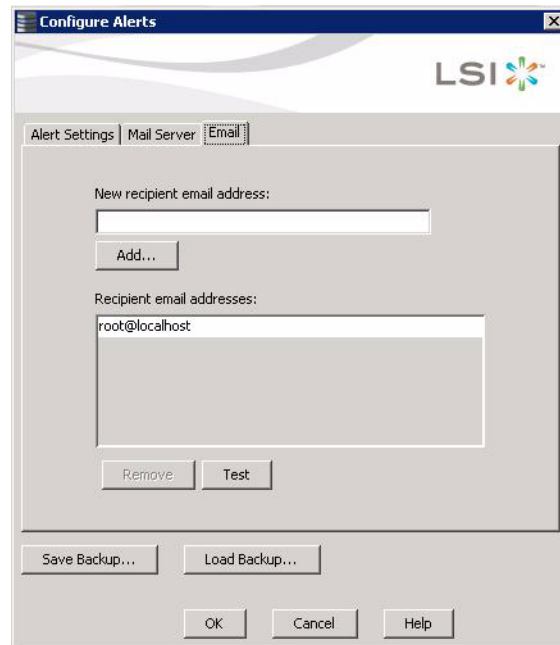 Configure Alerts
LSI
Alert Settings Mail Server Email
New recipient email address:
Add...
Recipient email addresses:
root@localhost
Remove Test
Save Backup... Load Backup...
OK Cancel Help